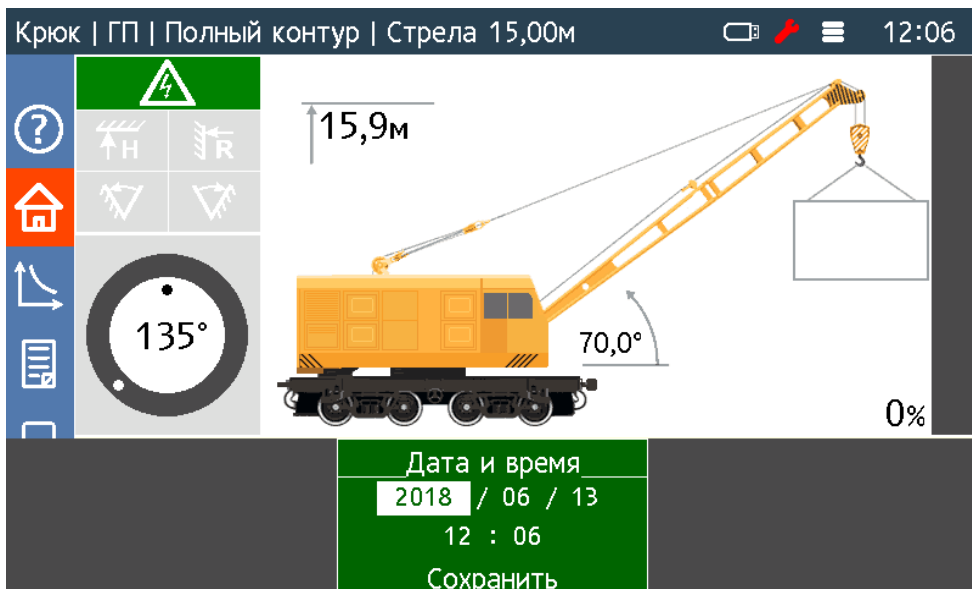 Крюк | ГП | Полный контур | Стрела 15,00м 12:06
?
H R
15,9м
135°
70,0°
0%
Дата и время
2018 / 06 / 13
12 : 06
Сохранить